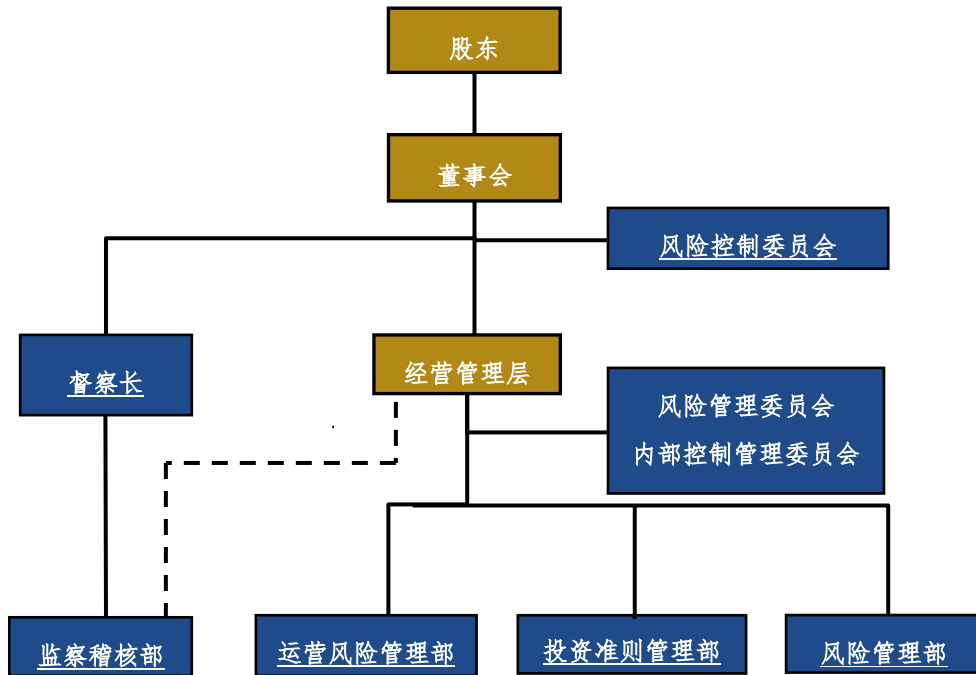 股东
董事会
风险控制委员会
督察长
经营管理层
风险管理委员会
内部控制管理委员会
监察稽核部
运营风险管理部
投资准则管理部
风险管理部